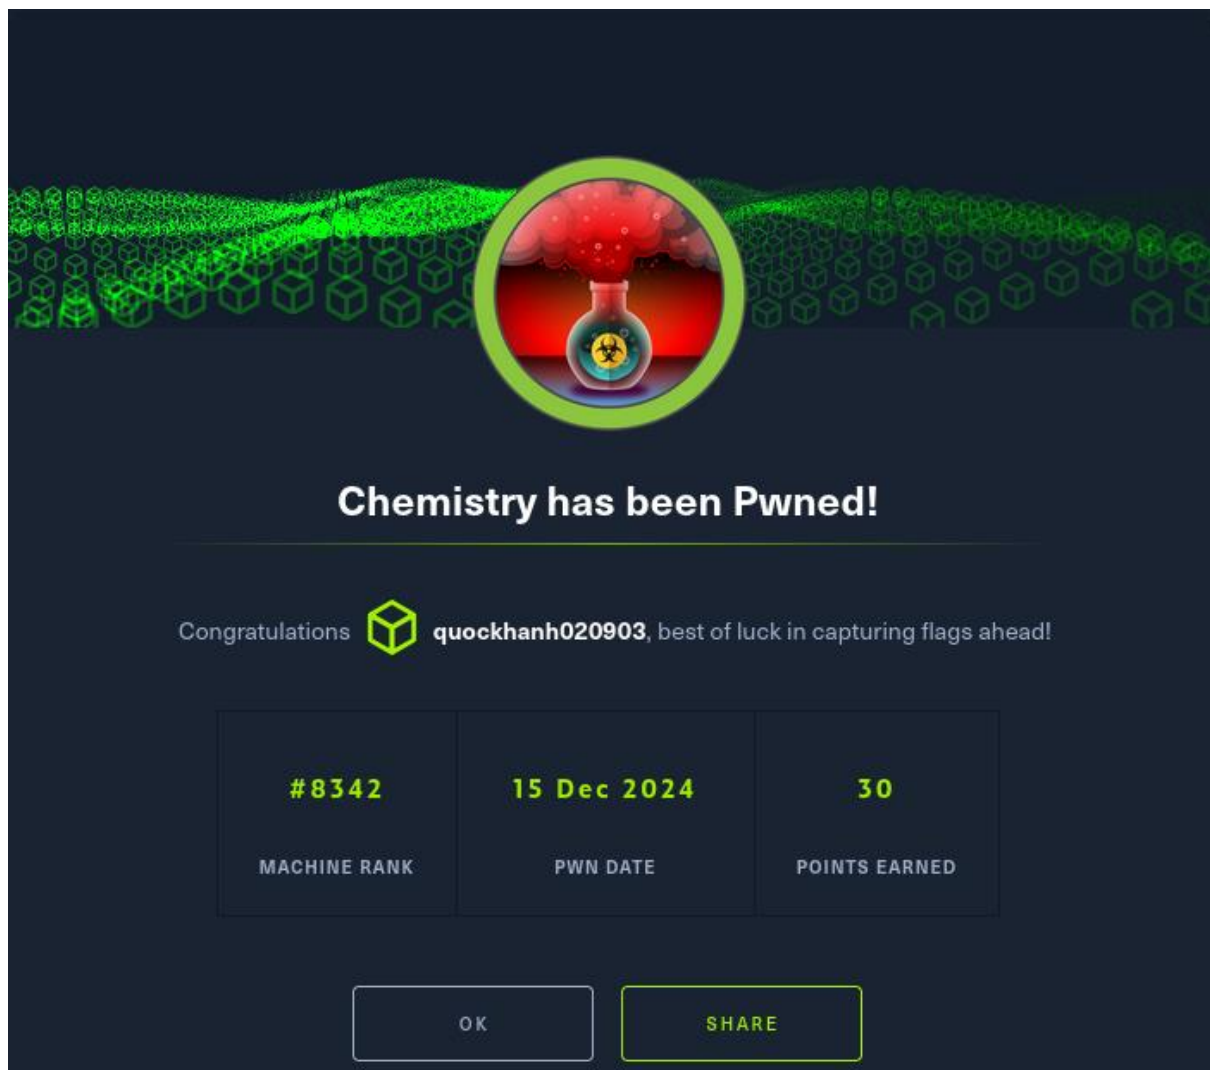 Chemistry has been Pwned!
Congratulations quockhanh020903, best of luck in capturing flags ahead!
#8342 15 Dec 2024 30
MACHINE RANK PWN DATE POINTS EARNED
OK SHARE